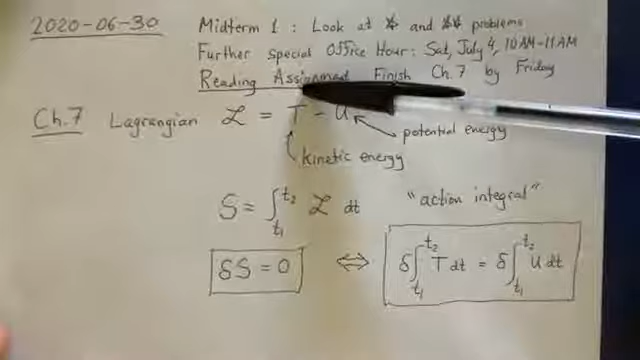 2020-06-30
Midterm 1 : Look at * and ** problems
Further Special Office Hour: Sat, July 4, 10AM-11AM
Reading Assignment Finish Ch. 7 by Friday
Ch. 7 Lagrangian ℒ = T - U
potential energy
kinetic energy
S = ∫_{t₁}^{t₂} ℒ dt "action integral"
δS = 0 ⟺ δ∫_{t₁}^{t₂} T dt = δ∫_{t₁}^{t₂} U dt